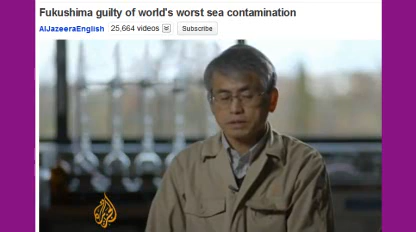 Fukushima guilty of world's worst sea contamination
AlJazeeraEnglish 25,664 videos Subscribe